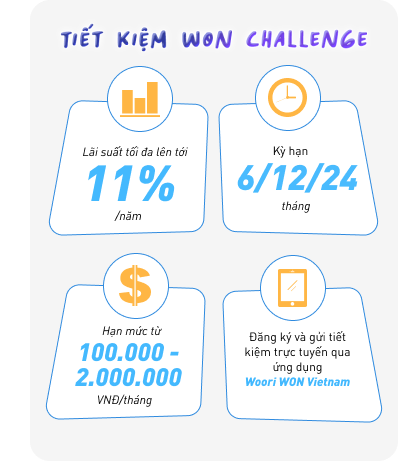 TIẾT KIỆM WON CHALLENGE
Lãi suất tối đa lên tới
11%
/năm
Kỳ hạn
6/12/24
tháng
Hạn mức từ
100.000 -
2.000.000
VNĐ/tháng
Đăng ký và gửi tiết
kiệm trực tuyến qua
ứng dụng
Woori WON Vietnam